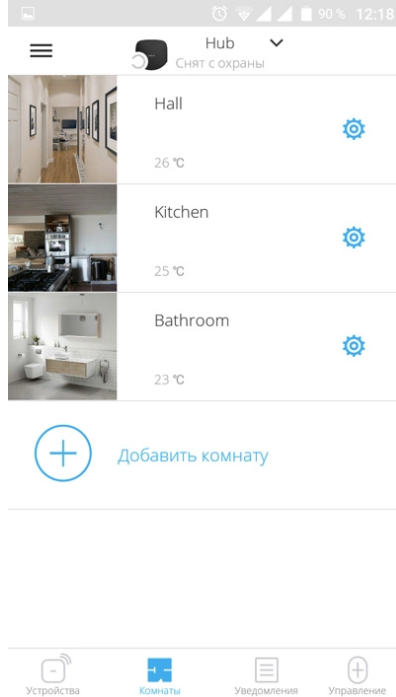 90 % 12:18
Hub
Снят с охраны
Hall
26 ℃
Kitchen
25 ℃
Bathroom
23 ℃
Добавить комнату
Устройства Комнаты Уведомления Управление